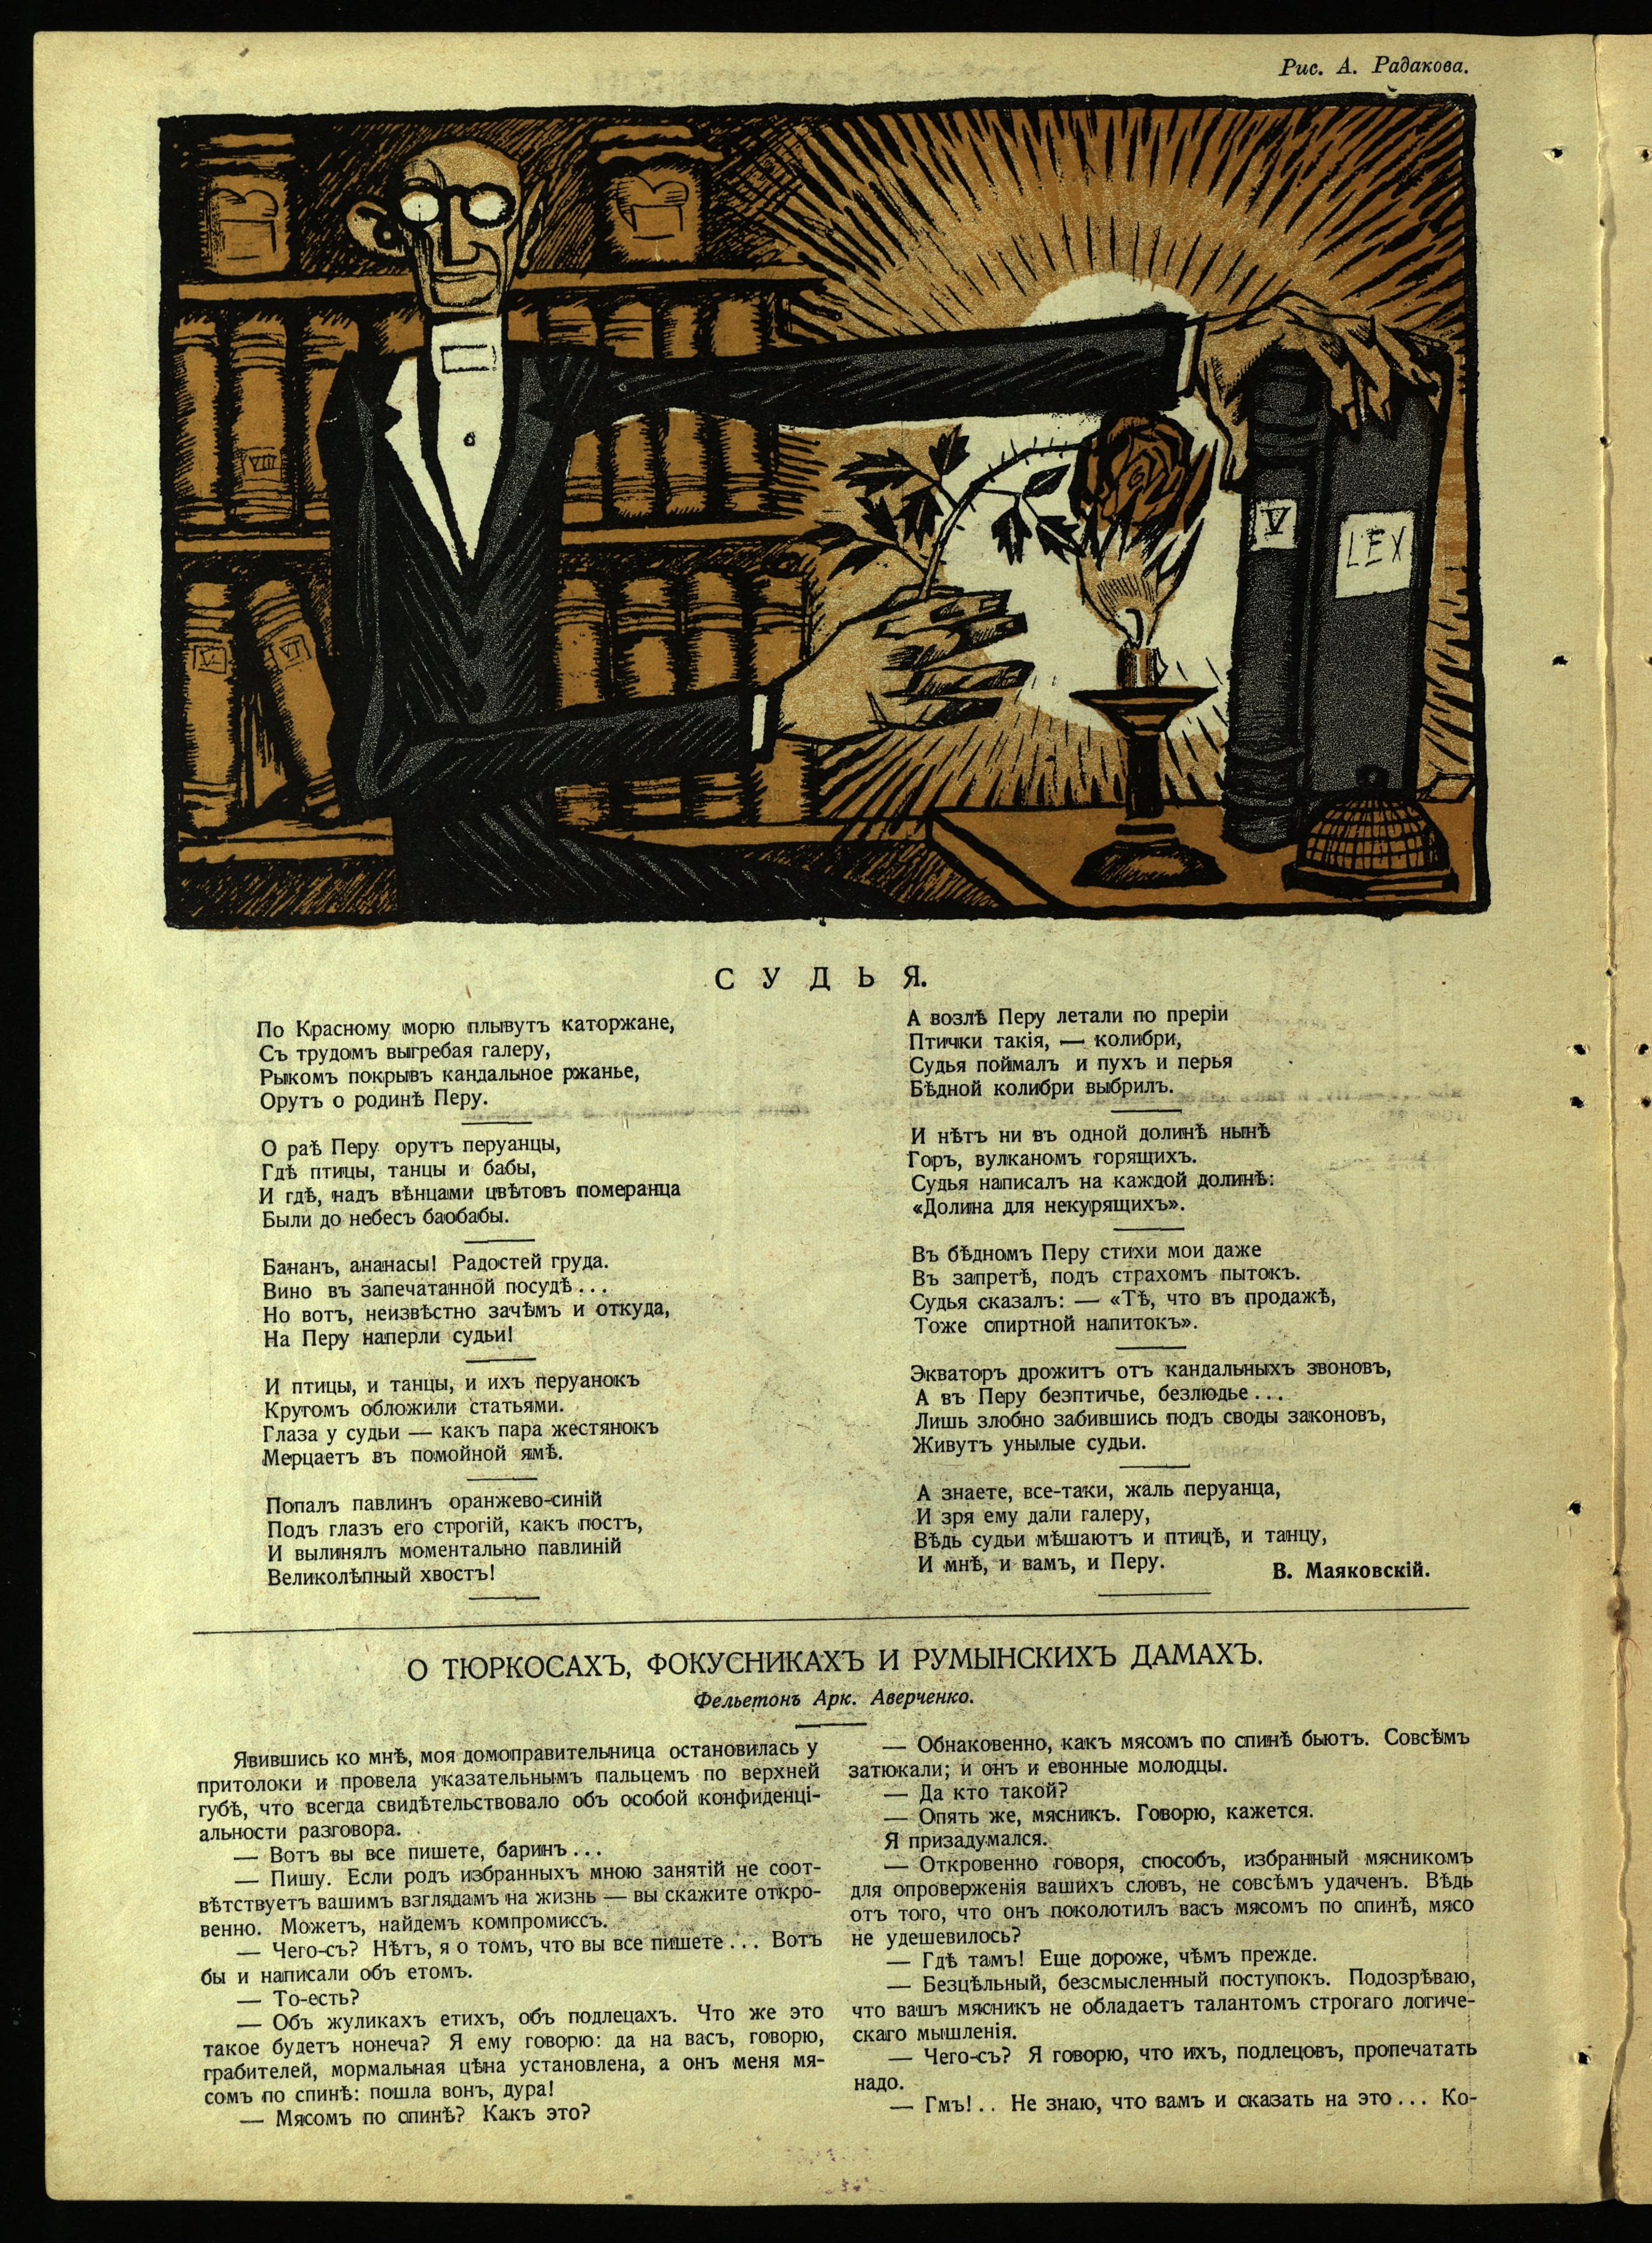 Рис. А. Радакова.
VIII
VI
VI
V
LEX
СУДЬЯ.
По Красному морю плывутъ каторжане,
Съ трудомъ выгребая галеру,
Рыкомъ покрывъ кандальное ржанье,
Орутъ о родинѣ Перу.
О раѣ Перу орутъ перуанцы,
Гдѣ птицы, танцы и бабы,
И гдѣ, надъ вѣнцами цвѣтовъ померанца
Были до небесъ баобабы.
Бананъ, ананасы! Радостей груда.
Вино въ запечатанной посудѣ...
Но вотъ, неизвѣстно зачѣмъ и откуда,
На Перу наперли судьи!
И птицы, и танцы, и ихъ перуанокъ
Кругомъ обложили статьями.
Глаза у судьи — какъ пара жестянокъ
Мерцаетъ въ помойной ямѣ.
Попалъ павлинъ оранжево-синій
Подъ глазъ его строгій, какъ постъ,
И вылинялъ моментально павлиній
Великолѣпный хвостъ!
А возлѣ Перу летали по преріи
Птички такія, — колибри,
Судья поймалъ и пухъ и перья
Бѣдной колибри выбрилъ.
И нѣтъ ни въ одной долинѣ нынѣ
Горъ, вулканомъ горящихъ.
Судья написалъ на каждой долинѣ:
«Долина для некурящихъ».
Въ бѣдномъ Перу стихи мои даже
Въ запретѣ, подъ страхомъ пытокъ.
Судья сказалъ: — «Тѣ, что въ продажѣ,
Тоже спиртной напитокъ».
Экваторъ дрожитъ отъ кандальныхъ звоновъ,
А въ Перу безптичье, безлюдье...
Лишь злобно забившись подъ своды законовъ,
Живутъ унылые судьи.
А знаете, все-таки, жаль перуанца,
И зря ему дали галеру,
Вѣдь судьи мѣшаютъ и птицѣ, и танцу,
И мнѣ, и вамъ, и Перу.
В. Маяковскій.
О ТЮРКОСАХЪ, ФОКУСНИКАХЪ И РУМЫНСКИХЪ ДАМАХЪ.
Фельетонъ Арк. Аверченко.
Явившись ко мнѣ, моя домоправительница остановилась у
притолоки и провела указательнымъ пальцемъ по верхней
губѣ, что всегда свидѣтельствовало объ особой конфиденці-
альности разговора.
— Вотъ вы все пишете, баринъ...
— Пишу. Если родъ избранныхъ мною занятій не соот-
вѣтствуетъ вашимъ взглядамъ на жизнь — вы скажите откро-
венно. Можетъ, найдемъ компромиссъ.
— Чего-съ? Нѣтъ, я о томъ, что вы все пишете... Вотъ
бы и написали объ етомъ.
— То-есть?
— Объ жуликахъ етихъ, объ подлецахъ. Что же это
такое будетъ нонеча? Я ему говорю: да на васъ, говорю,
грабителей, мормальная цѣна установлена, а онъ меня мя-
сомъ по спинѣ: пошла вонъ, дура!
— Мясомъ по спинѣ? Какъ это?
— Обнаковенно, какъ мясомъ по спинѣ бьютъ. Совсѣмъ
затюкали; и онъ и евонные молодцы.
— Да кто такой?
— Опять же, мясникъ. Говорю, кажется.
Я призадумался.
— Откровенно говоря, способъ, избранный мясникомъ
для опроверженія вашихъ словъ, не совсѣмъ удаченъ. Вѣдь
отъ того, что онъ поколотилъ васъ мясомъ по спинѣ, мясо
не удешевилось?
— Гдѣ тамъ! Еще дороже, чѣмъ прежде.
— Безцѣльный, безсмысленный поступокъ. Подозрѣваю,
что вашъ мясникъ не обладаетъ талантомъ строгаго логиче-
скаго мышленія.
— Чего-съ? Я говорю, что ихъ, подлецовъ, пропечатать
надо.
— Гмъ!.. Не знаю, что вамъ и сказать на это... Ко-